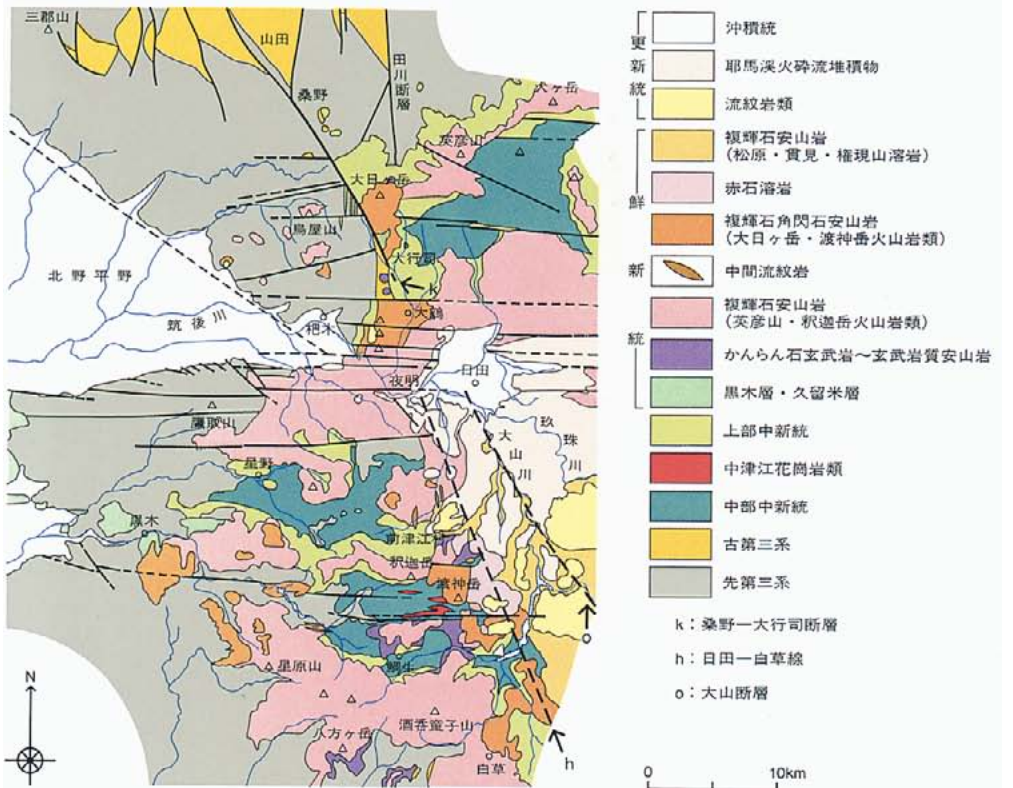 三郡山
山田
田川断層
桑野
犬ヶ岳
英彦山
大日ヶ岳
鳥屋山
大行司
k
北野平野
大鶴
筑後川
杷木
夜明
日田
鷹取山
玖珠川
大山川
星野
黒木
前津江
釈迦岳
渡神岳
o
鯛生
星原山
酒呑童子山
八方ヶ岳
白草
h
N
更新統
沖積統
耶馬溪火砕流堆積物
流紋岩類
鮮新統
複輝石安山岩
(松原・貫見・権現山溶岩)
赤石溶岩
複輝石角閃石安山岩
(大日ヶ岳・渡神岳火山岩類)
中間流紋岩
複輝石安山岩
(英彦山・釈迦岳火山岩類)
かんらん石玄武岩～玄武岩質安山岩
黒木層・久留米層
上部中新統
中津江花崗岩類
中部中新統
古第三系
先第三系
k：桑野ー大行司断層
h：日田ー白草線
o：大山断層
0 10km